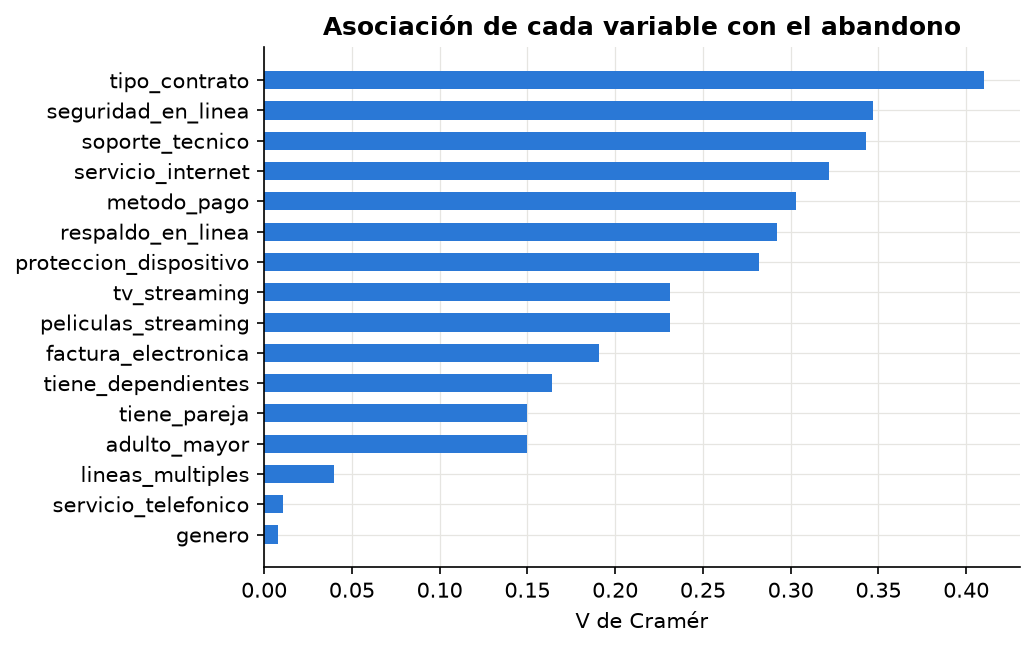 Asociación de cada variable con el abandono
tipo_contrato
seguridad_en_linea
soporte_tecnico
servicio_internet
metodo_pago
respaldo_en_linea
proteccion_dispositivo
tv_streaming
peliculas_streaming
factura_electronica
tiene_dependientes
tiene_pareja
adulto_mayor
lineas_multiples
servicio_telefonico
genero
0.00 0.05 0.10 0.15 0.20 0.25 0.30 0.35 0.40
V de Cramér